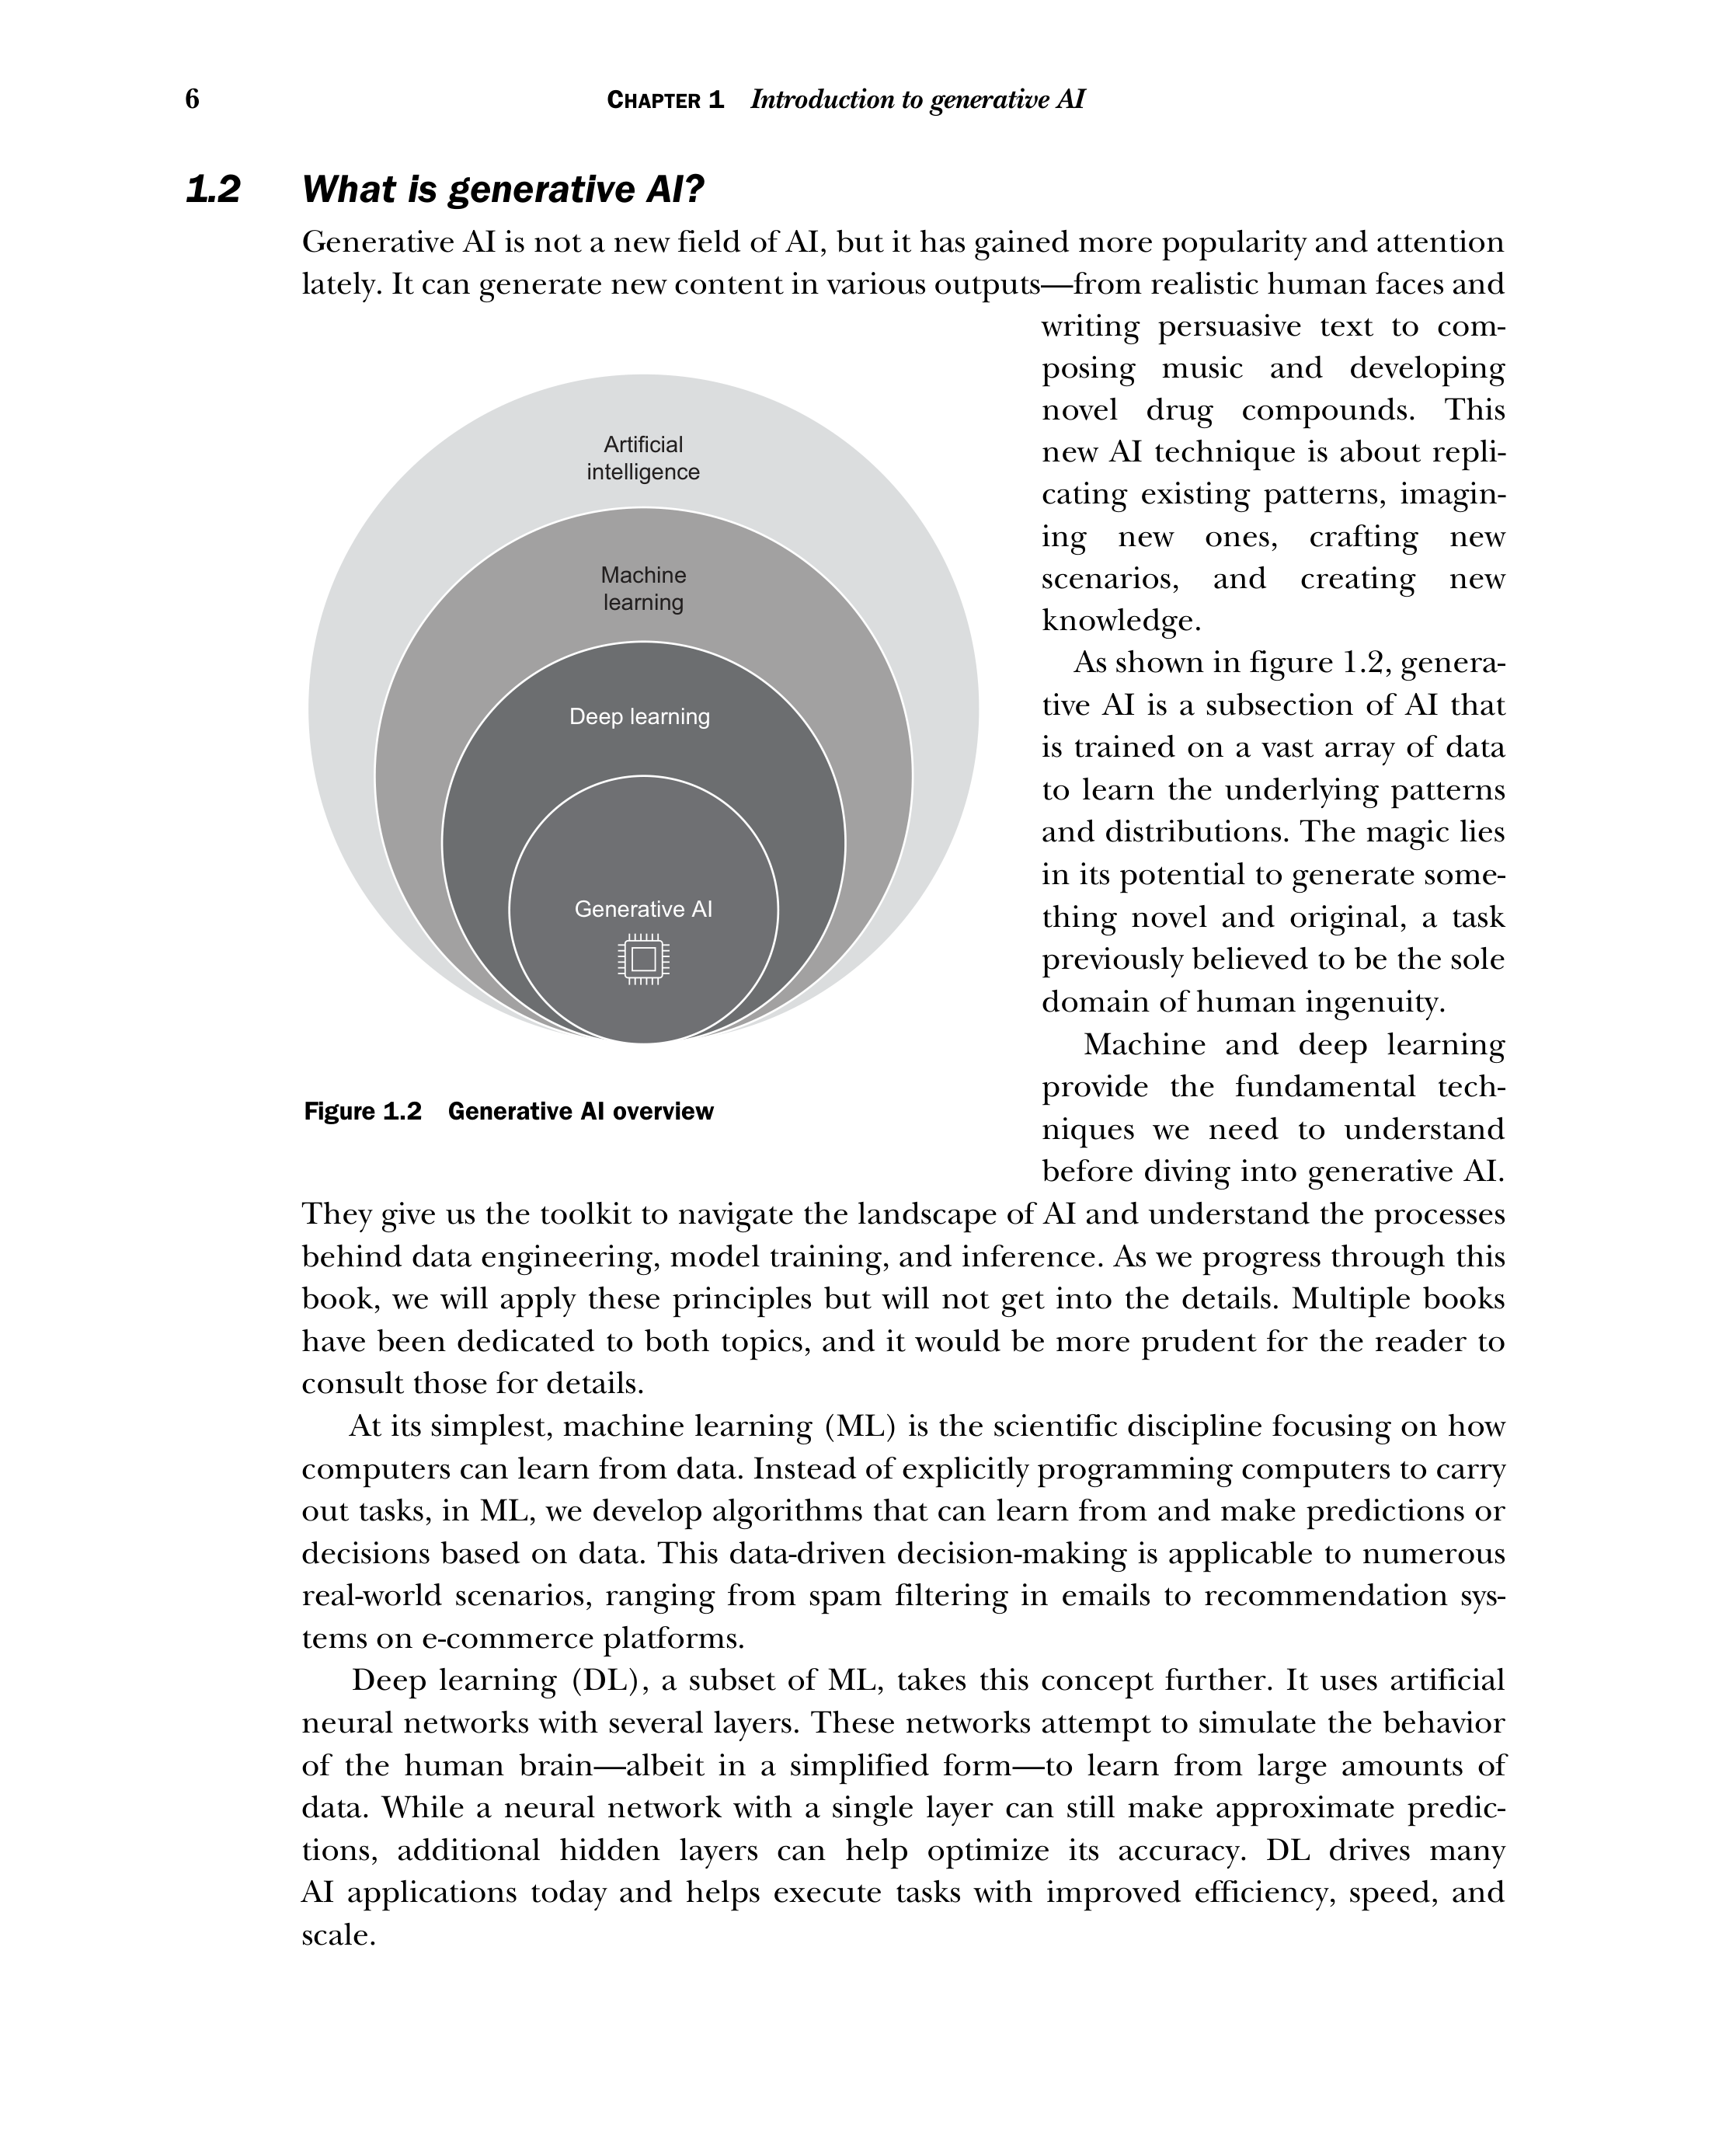 6
CHAPTER 1 Introduction to generative AI
1.2 What is generative AI?
Generative AI is not a new field of AI, but it has gained more popularity and attention
lately. It can generate new content in various outputs—from realistic human faces and
writing persuasive text to com-
posing music and developing
novel drug compounds. This
new AI technique is about repli-
cating existing patterns, imagin-
ing new ones, crafting new
scenarios, and creating new
knowledge.
As shown in figure 1.2, genera-
tive AI is a subsection of AI that
is trained on a vast array of data
to learn the underlying patterns
and distributions. The magic lies
in its potential to generate some-
thing novel and original, a task
previously believed to be the sole
domain of human ingenuity.
Machine and deep learning
provide the fundamental tech-
niques we need to understand
before diving into generative AI.
Artificial
intelligence
Machine
learning
Deep learning
Generative AI
Figure 1.2 Generative AI overview
They give us the toolkit to navigate the landscape of AI and understand the processes
behind data engineering, model training, and inference. As we progress through this
book, we will apply these principles but will not get into the details. Multiple books
have been dedicated to both topics, and it would be more prudent for the reader to
consult those for details.
At its simplest, machine learning (ML) is the scientific discipline focusing on how
computers can learn from data. Instead of explicitly programming computers to carry
out tasks, in ML, we develop algorithms that can learn from and make predictions or
decisions based on data. This data-driven decision-making is applicable to numerous
real-world scenarios, ranging from spam filtering in emails to recommendation sys-
tems on e-commerce platforms.
Deep learning (DL), a subset of ML, takes this concept further. It uses artificial
neural networks with several layers. These networks attempt to simulate the behavior
of the human brain—albeit in a simplified form—to learn from large amounts of
data. While a neural network with a single layer can still make approximate predic-
tions, additional hidden layers can help optimize its accuracy. DL drives many
AI applications today and helps execute tasks with improved efficiency, speed, and
scale.